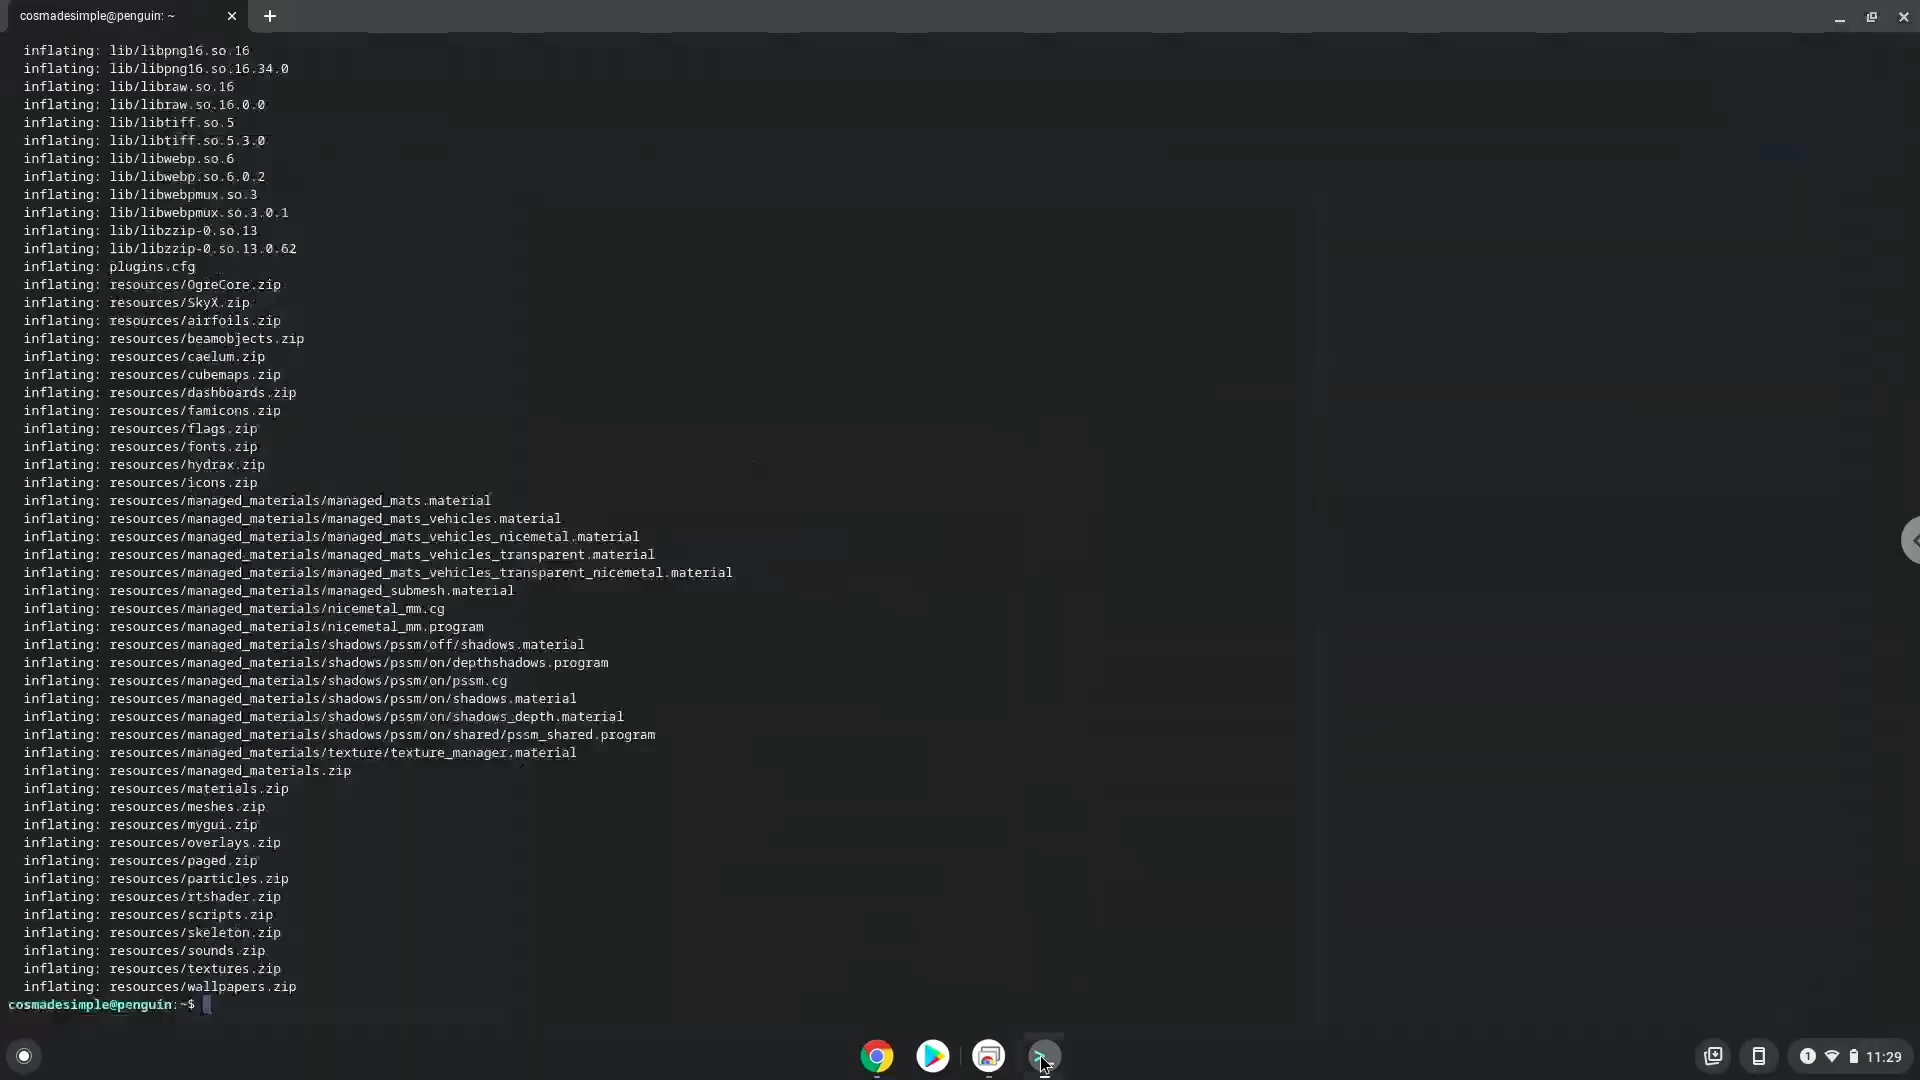 cosmadesimple@penguin: ~
inflating: lib/libpng16.so.16
inflating: lib/libpng16.so.16.34.0
inflating: lib/libraw.so.16
inflating: lib/libraw.so.16.0.0
inflating: lib/libtiff.so.5
inflating: lib/libtiff.so.5.3.0
inflating: lib/libwebp.so.6
inflating: lib/libwebp.so.6.0.2
inflating: lib/libwebpmux.so.3
inflating: lib/libwebpmux.so.3.0.1
inflating: lib/libzzip-0.so.13
inflating: lib/libzzip-0.so.13.0.62
inflating: plugins.cfg
inflating: resources/OgreCore.zip
inflating: resources/SkyX.zip
inflating: resources/airfoils.zip
inflating: resources/beamobjects.zip
inflating: resources/caelum.zip
inflating: resources/cubemaps.zip
inflating: resources/dashboards.zip
inflating: resources/famicons.zip
inflating: resources/flags.zip
inflating: resources/fonts.zip
inflating: resources/hydrax.zip
inflating: resources/icons.zip
inflating: resources/managed_materials/managed_mats.material
inflating: resources/managed_materials/managed_mats_vehicles.material
inflating: resources/managed_materials/managed_mats_vehicles_nicemetal.material
inflating: resources/managed_materials/managed_mats_vehicles_transparent.material
inflating: resources/managed_materials/managed_mats_vehicles_transparent_nicemetal.material
inflating: resources/managed_materials/managed_submesh.material
inflating: resources/managed_materials/nicemetal_mm.cg
inflating: resources/managed_materials/nicemetal_mm.program
inflating: resources/managed_materials/shadows/pssm/off/shadows.material
inflating: resources/managed_materials/shadows/pssm/on/depthshadows.program
inflating: resources/managed_materials/shadows/pssm/on/pssm.cg
inflating: resources/managed_materials/shadows/pssm/on/shadows.material
inflating: resources/managed_materials/shadows/pssm/on/shadows_depth.material
inflating: resources/managed_materials/shadows/pssm/on/shared/pssm_shared.program
inflating: resources/managed_materials/texture/texture_manager.material
inflating: resources/managed_materials.zip
inflating: resources/materials.zip
inflating: resources/meshes.zip
inflating: resources/mygui.zip
inflating: resources/overlays.zip
inflating: resources/paged.zip
inflating: resources/particles.zip
inflating: resources/rtshader.zip
inflating: resources/scripts.zip
inflating: resources/skeleton.zip
inflating: resources/sounds.zip
inflating: resources/textures.zip
inflating: resources/wallpapers.zip
cosmadesimple@penguin:~$
1 11:29